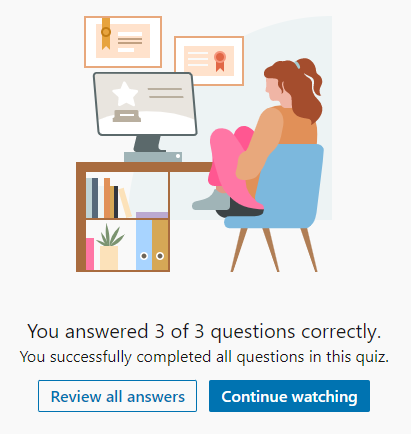 You answered 3 of 3 questions correctly.
You successfully completed all questions in this quiz.
Review all answers
Continue watching